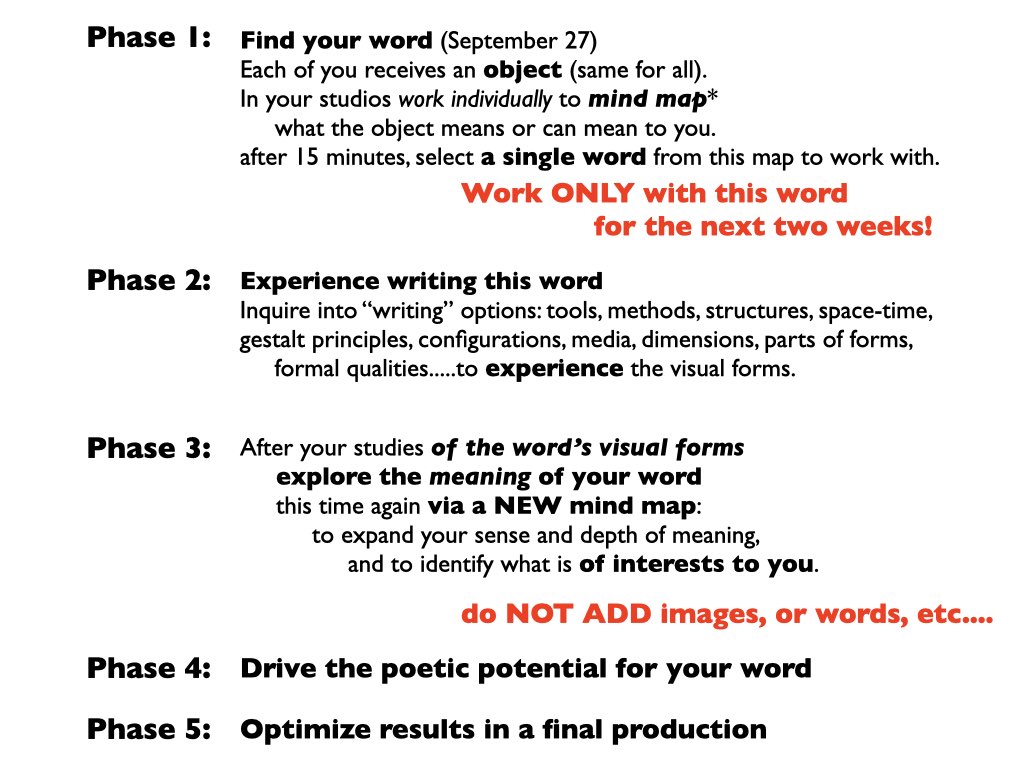 Phase 1: Find your word (September 27)
Each of you receives an object (same for all).
In your studios work individually to mind map*
what the object means or can mean to you.
after 15 minutes, select a single word from this map to work with.
Work ONLY with this word
for the next two weeks!
Phase 2: Experience writing this word
Inquire into “writing” options: tools, methods, structures, space-time,
gestalt principles, configurations, media, dimensions, parts of forms,
formal qualities.....to experience the visual forms.
Phase 3: After your studies of the word’s visual forms
explore the meaning of your word
this time again via a NEW mind map:
to expand your sense and depth of meaning,
and to identify what is of interests to you.
do NOT ADD images, or words, etc....
Phase 4: Drive the poetic potential for your word
Phase 5: Optimize results in a final production